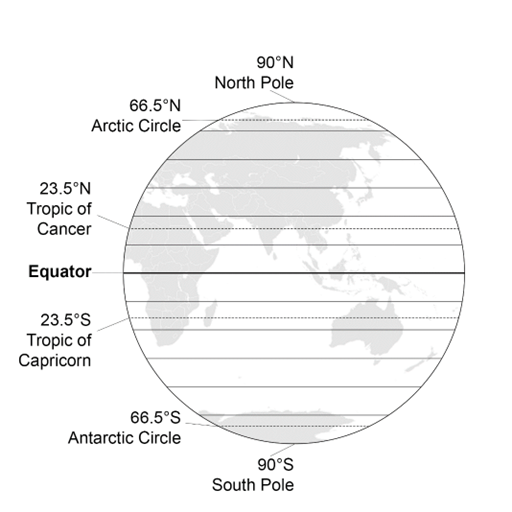 90°N
North Pole
66.5°N
Arctic Circle
23.5°N
Tropic of
Cancer
Equator
23.5°S
Tropic of
Capricorn
66.5°S
Antarctic Circle
90°S
South Pole